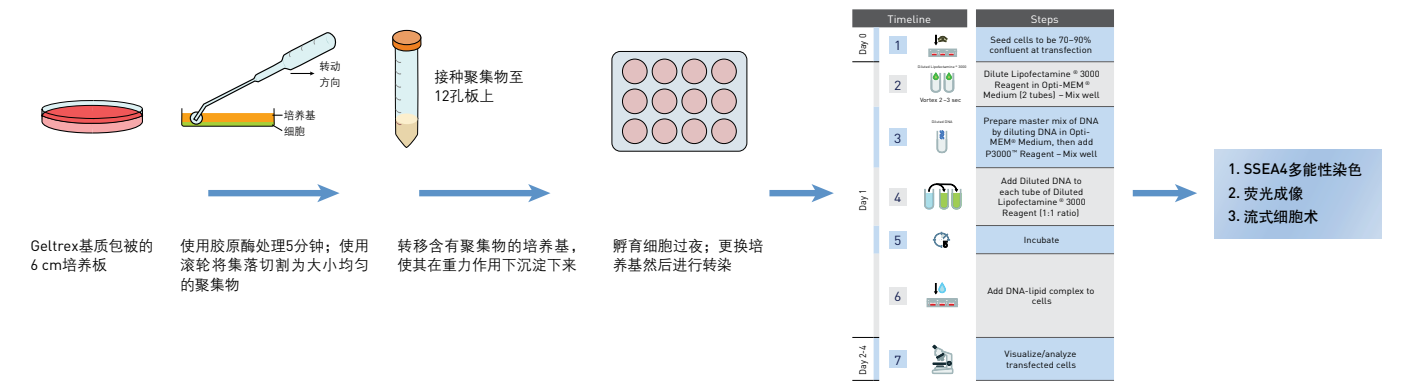 转动
方向
培养基
细胞
接种聚集物至
12孔板上
Geltrex基质包被的
6 cm培养板
使用胶原酶处理5分钟；使用
滚轮将集落切割为大小均匀
的聚集物
转移含有聚集物的培养基，
使其在重力作用下沉淀下来
孵育细胞过夜；更换培
养基然后进行转染
Timeline
Steps
Day 0
1
Seed cells to be 70–90%
confluent at transfection
Day 1
2
Diluted Lipofectamine® 3000
Vortex 2–3 sec
Dilute Lipofectamine® 3000
Reagent in Opti-MEM®
Medium (2 tubes) – Mix well
3
Diluted DNA
Prepare master mix of DNA
by diluting DNA in Opti-
MEM® Medium, then add
P3000™ Reagent – Mix well
4
Add Diluted DNA to
each tube of Diluted
Lipofectamine® 3000
Reagent (1:1 ratio)
5
Incubate
6
Add DNA-lipid complex to
cells
Day 2-4
7
Visualize/analyze
transfected cells
1. SSEA4多能性染色
2. 荧光成像
3. 流式细胞术